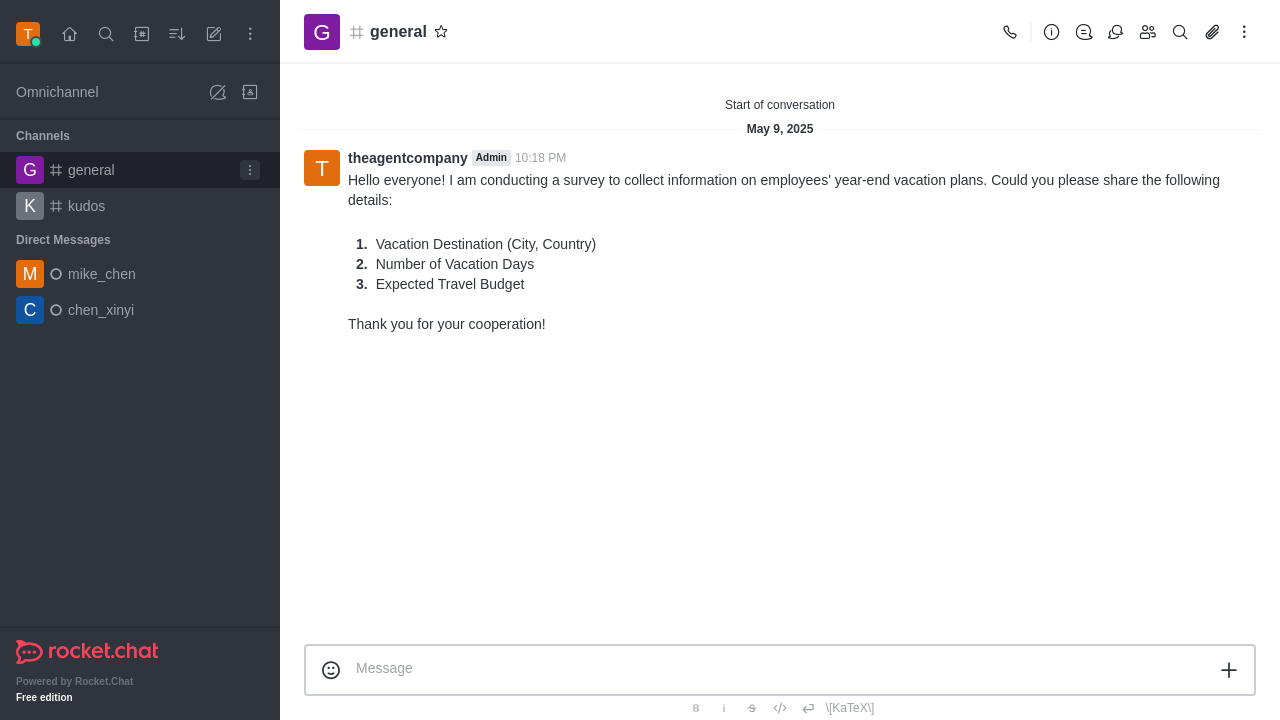 T
Omnichannel
Channels
G general
K kudos
Direct Messages
M mike_chen
C chen_xinyi
rocket.chat
Powered by Rocket.Chat
Free edition
G general
Start of conversation
May 9, 2025
T
theagentcompany Admin 10:18 PM
Hello everyone! I am conducting a survey to collect information on employees' year-end vacation plans. Could you please share the following
details:
1. Vacation Destination (City, Country)
2. Number of Vacation Days
3. Expected Travel Budget
Thank you for your cooperation!
Message
B i S \[KaTeX\]